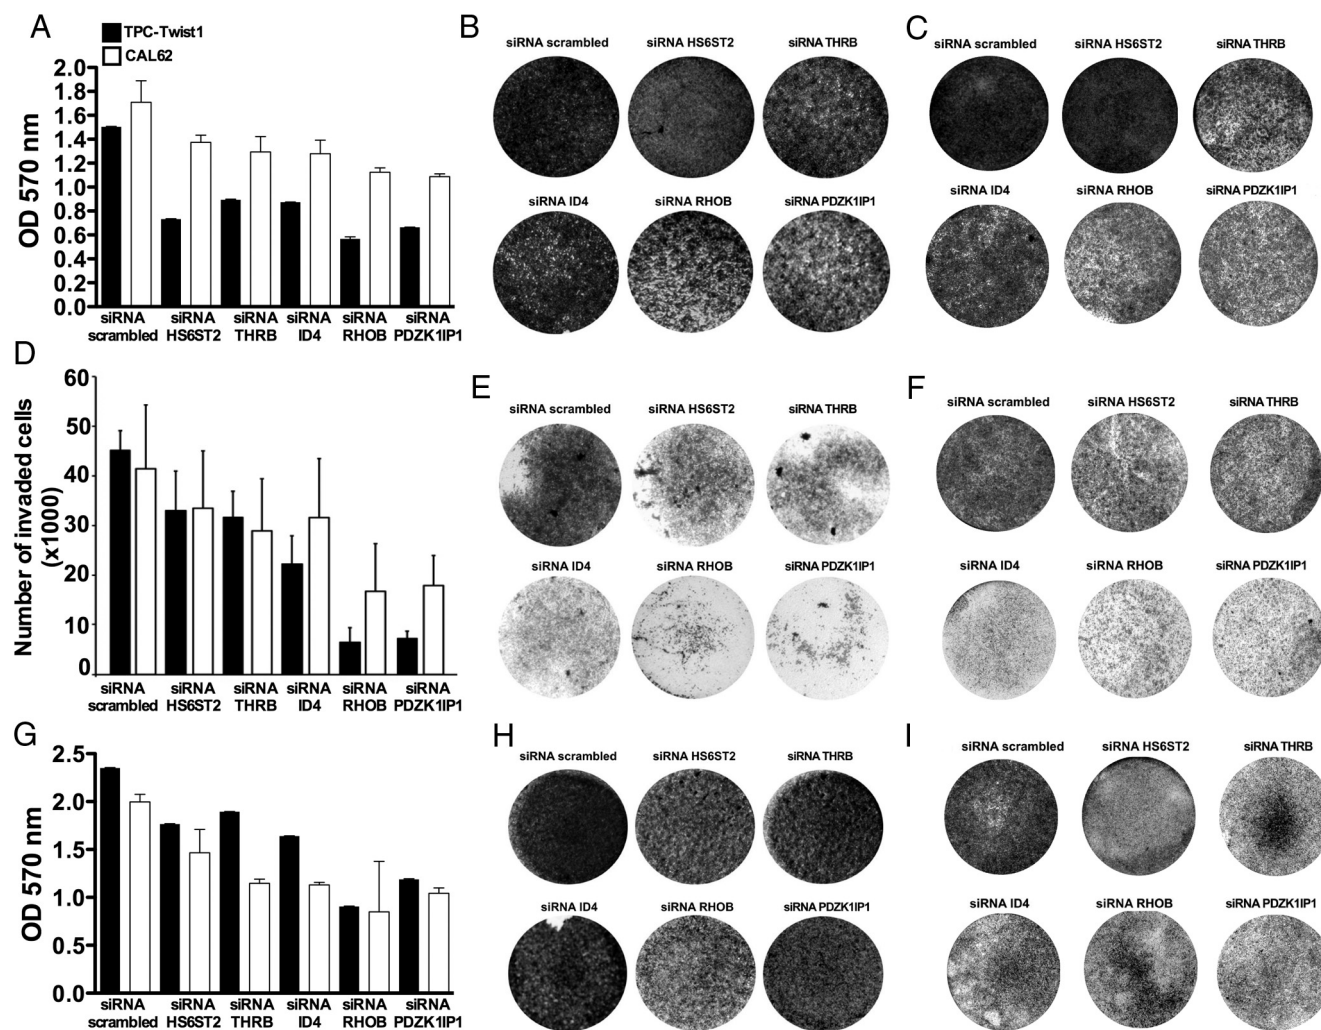 A
TPC-Twist1
CAL62
OD 570 nm
2.0
1.8
1.6
1.4
1.2
1.0
0.8
0.6
0.4
0.2
0.0
siRNA scrambled
siRNA HS6ST2
siRNA THRB
siRNA ID4
siRNA RHOB
siRNA PDZK1IP1
B
siRNA scrambled
siRNA HS6ST2
siRNA THRB
siRNA ID4
siRNA RHOB
siRNA PDZK1IP1
C
siRNA scrambled
siRNA HS6ST2
siRNA THRB
siRNA ID4
siRNA RHOB
siRNA PDZK1IP1
D
Number of invaded cells
(x1000)
60
50
40
30
20
10
0
siRNA scrambled
siRNA HS6ST2
siRNA THRB
siRNA ID4
siRNA RHOB
siRNA PDZK1IP1
E
siRNA scrambled
siRNA HS6ST2
siRNA THRB
siRNA ID4
siRNA RHOB
siRNA PDZK1IP1
F
siRNA scrambled
siRNA HS6ST2
siRNA THRB
siRNA ID4
siRNA RHOB
siRNA PDZK1IP1
G
OD 570 nm
2.5
2.0
1.5
1.0
0.5
0.0
siRNA scrambled
siRNA HS6ST2
siRNA THRB
siRNA ID4
siRNA RHOB
siRNA PDZK1IP1
H
siRNA scrambled
siRNA HS6ST2
siRNA THRB
siRNA ID4
siRNA RHOB
siRNA PDZK1IP1
I
siRNA scrambled
siRNA HS6ST2
siRNA THRB
siRNA ID4
siRNA RHOB
siRNA PDZK1IP1